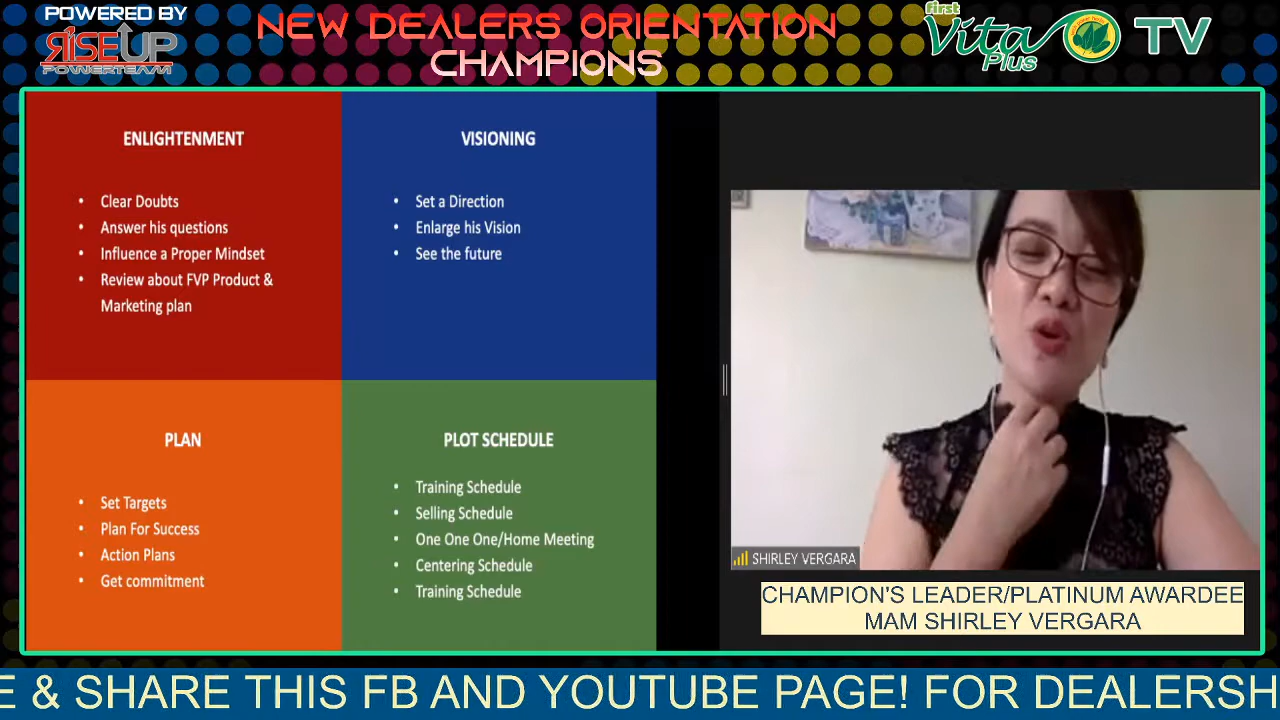 POWERED BY
RISEUP
POWERTEAM
NEW DEALERS ORIENTATION
CHAMPIONS
First
Vita
Plus
TV
ENLIGHTENMENT
• Clear Doubts
• Answer his questions
• Influence a Proper Mindset
• Review about FVP Product &
Marketing plan
VISIONING
• Set a Direction
• Enlarge his Vision
• See the future
PLAN
• Set Targets
• Plan For Success
• Action Plans
• Get commitment
PLOT SCHEDULE
• Training Schedule
• Selling Schedule
• One One One/Home Meeting
• Centering Schedule
• Training Schedule
SHIRLEY VERGARA
CHAMPION'S LEADER/PLATINUM AWARDEE
MAM SHIRLEY VERGARA
E & SHARE THIS FB AND YOUTUBE PAGE! FOR DEALERSH